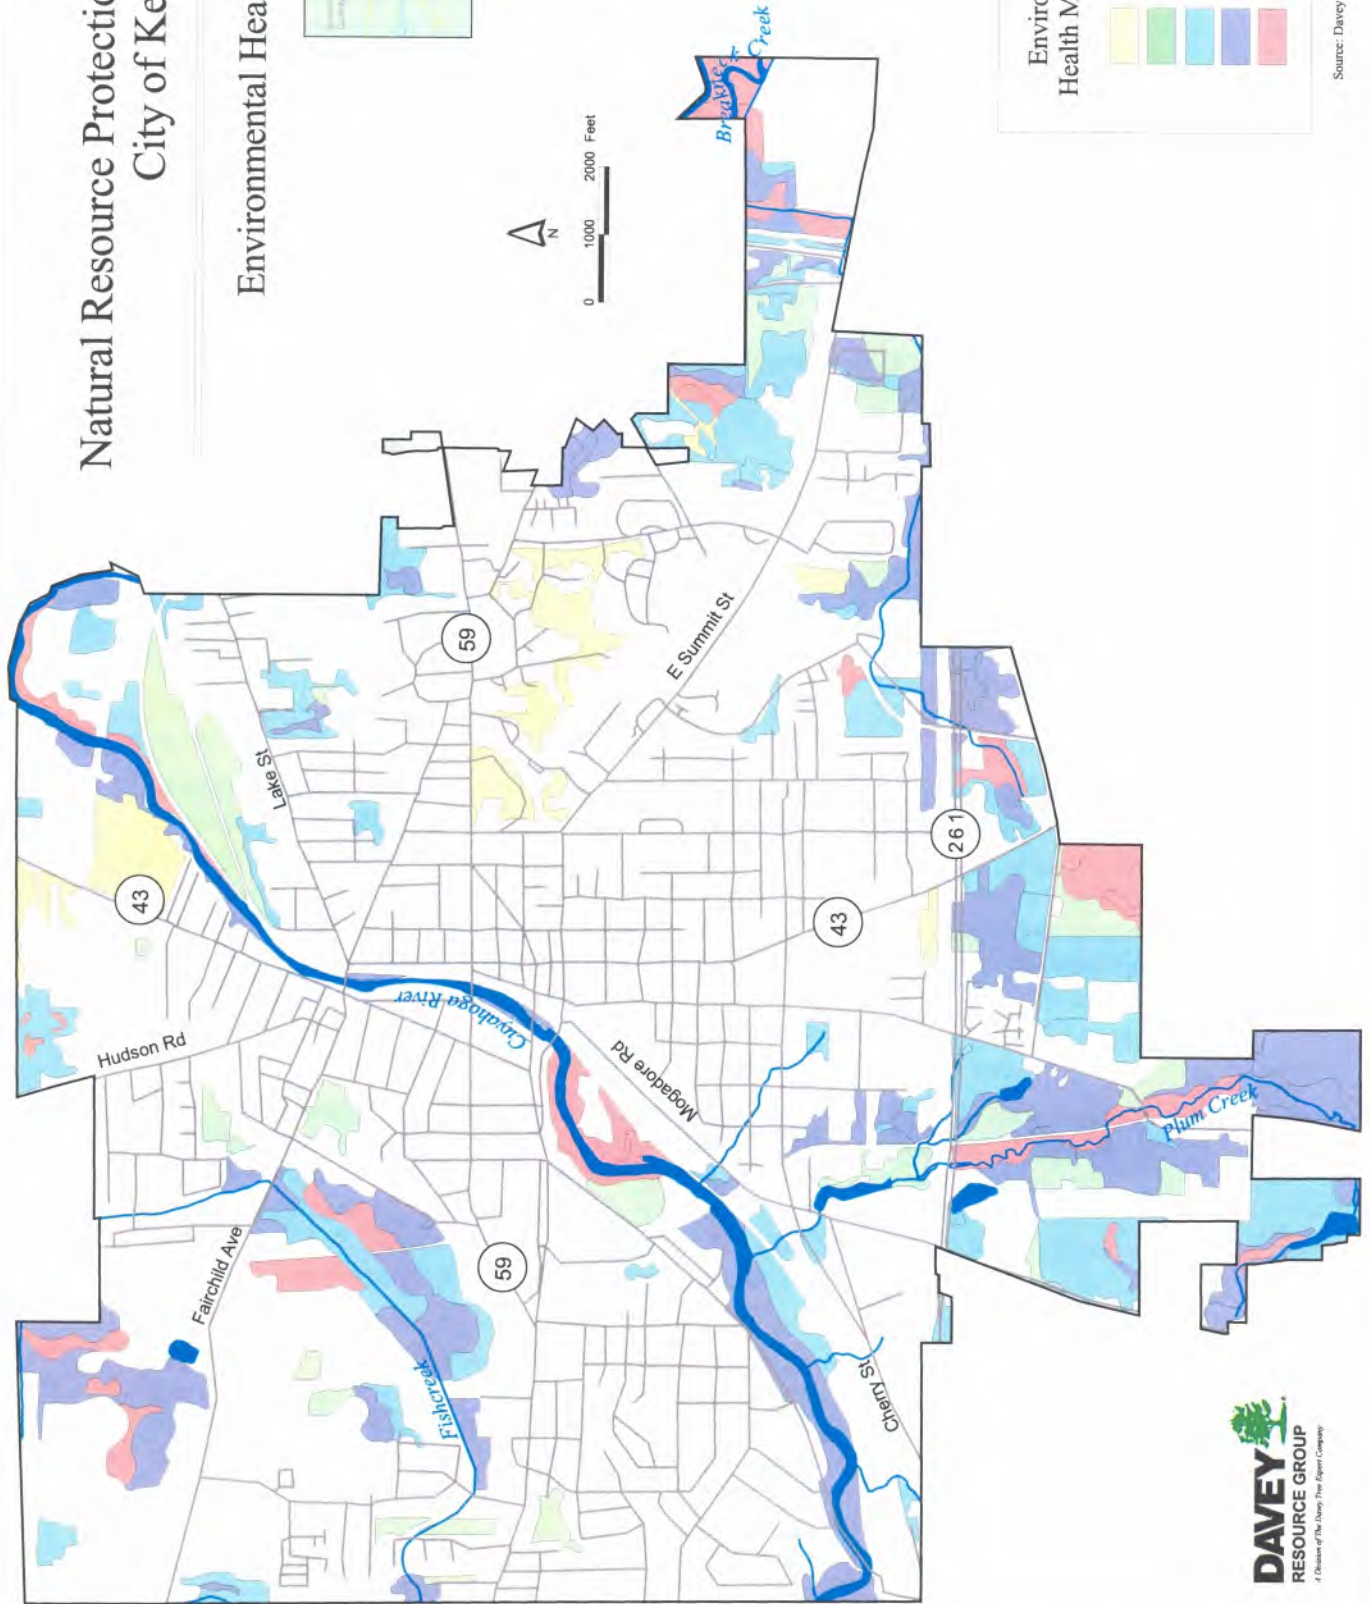 Natural Resource Protectio
City of Ke
Environmental Hea
Breakneck
Creek
N
0 1000 2000 Feet
Enviro
Health M
Source: Davey
59
E Summit St
Lake St
43
261
43
Hudson Rd
Cuyahoga River
Mogadore Rd
Plum Creek
Fairchild Ave
59
Fishcreek
Cherry St
DAVEY
RESOURCE GROUP
A Division of The Davey Tree Expert Company